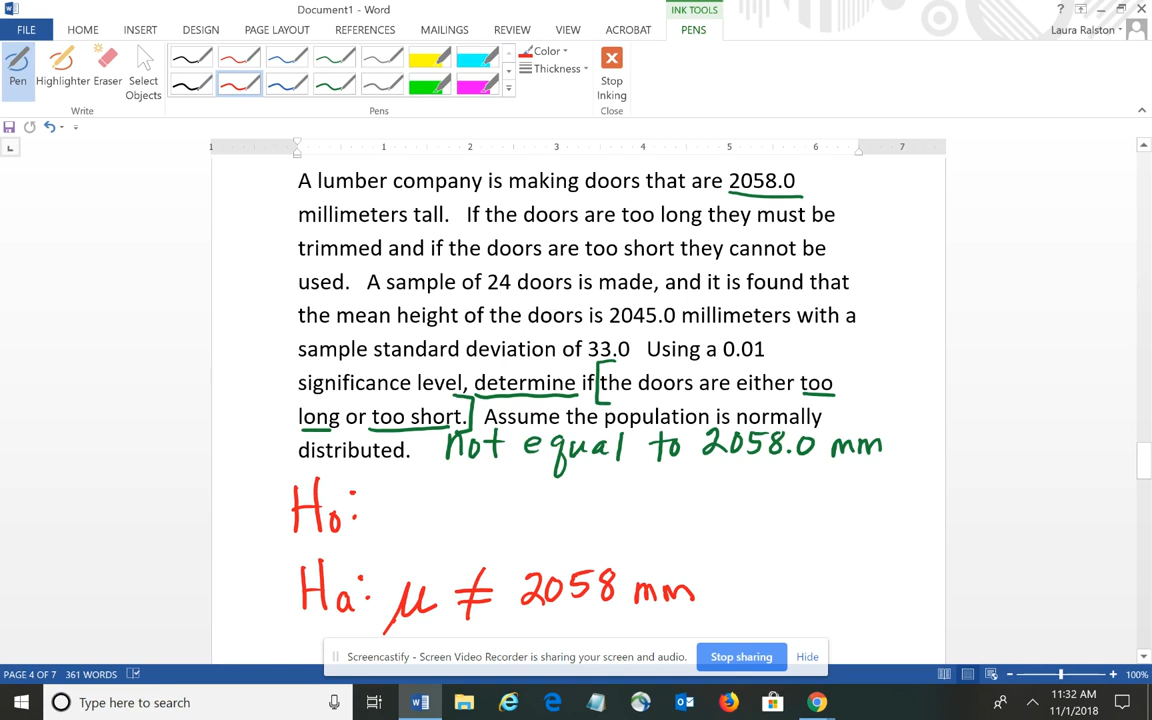 Document1 - Word
INK TOOLS
FILE HOME INSERT DESIGN PAGE LAYOUT REFERENCES MAILINGS REVIEW VIEW ACROBAT PENS
Laura Ralston
Pen Highlighter Eraser Select Objects
Color
Thickness
Stop Inking
Write Pens Close
1 1 2 3 4 5 6 7
A lumber company is making doors that are 2058.0
millimeters tall. If the doors are too long they must be
trimmed and if the doors are too short they cannot be
used. A sample of 24 doors is made, and it is found that
the mean height of the doors is 2045.0 millimeters with a
sample standard deviation of 33.0 Using a 0.01
significance level, determine if [the doors are either too
long or too short.] Assume the population is normally
distributed. not equal to 2058.0 mm
Ho:
Ha: μ ≠ 2058 mm
Screencastify - Screen Video Recorder is sharing your screen and audio. Stop sharing Hide
PAGE 4 OF 7 361 WORDS 100%
Type here to search
11:32 AM
11/1/2018